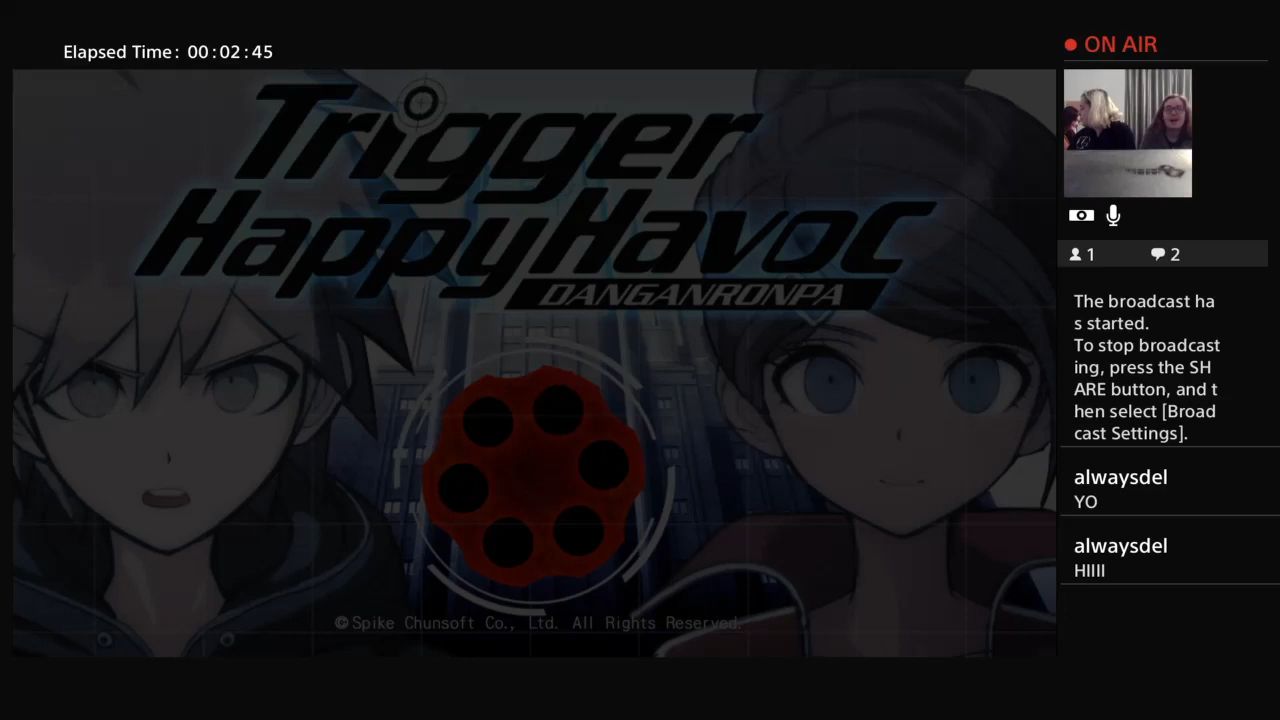 Elapsed Time: 00:02:45
ON AIR
Trigger
HappyHavoc
DANGANRONPA
©Spike Chunsoft Co., Ltd. All Rights Reserved.
1
2
The broadcast ha
s started.
To stop broadcast
ing, press the SH
ARE button, and t
hen select [Broad
cast Settings].
alwaysdel
YO
alwaysdel
HIIII